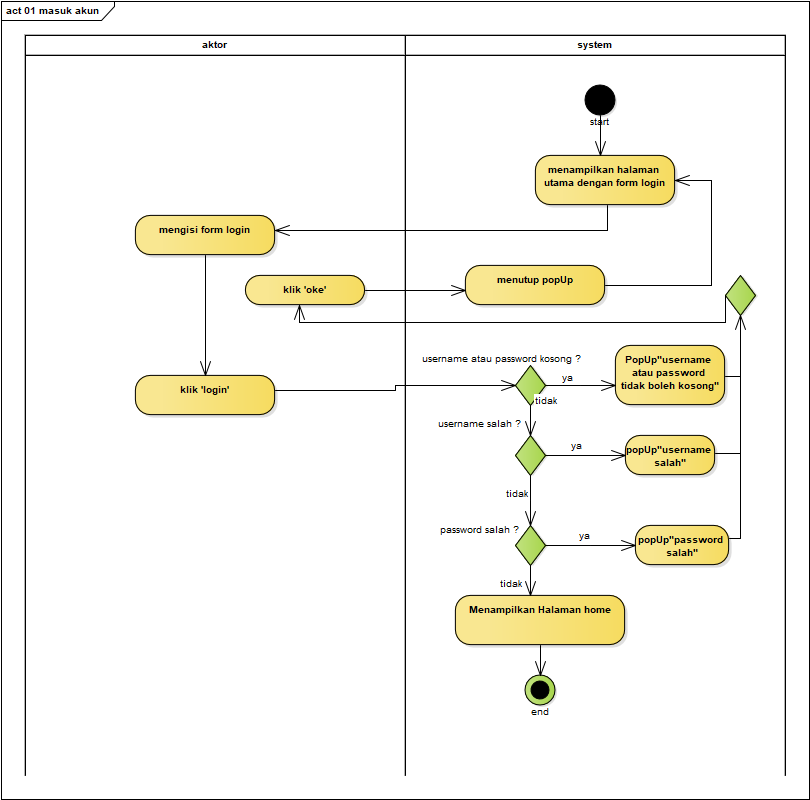 act 01 masuk akun
aktor
system
start
menampilkan halaman
utama dengan form login
mengisi form login
klik 'oke'
menutup popUp
username atau password kosong ?
ya
PopUp"username
atau password
tidak boleh kosong"
klik 'login'
tidak
username salah ?
ya
popUp"username
salah"
tidak
password salah ?
ya
popUp"password
salah"
tidak
Menampilkan Halaman home
end